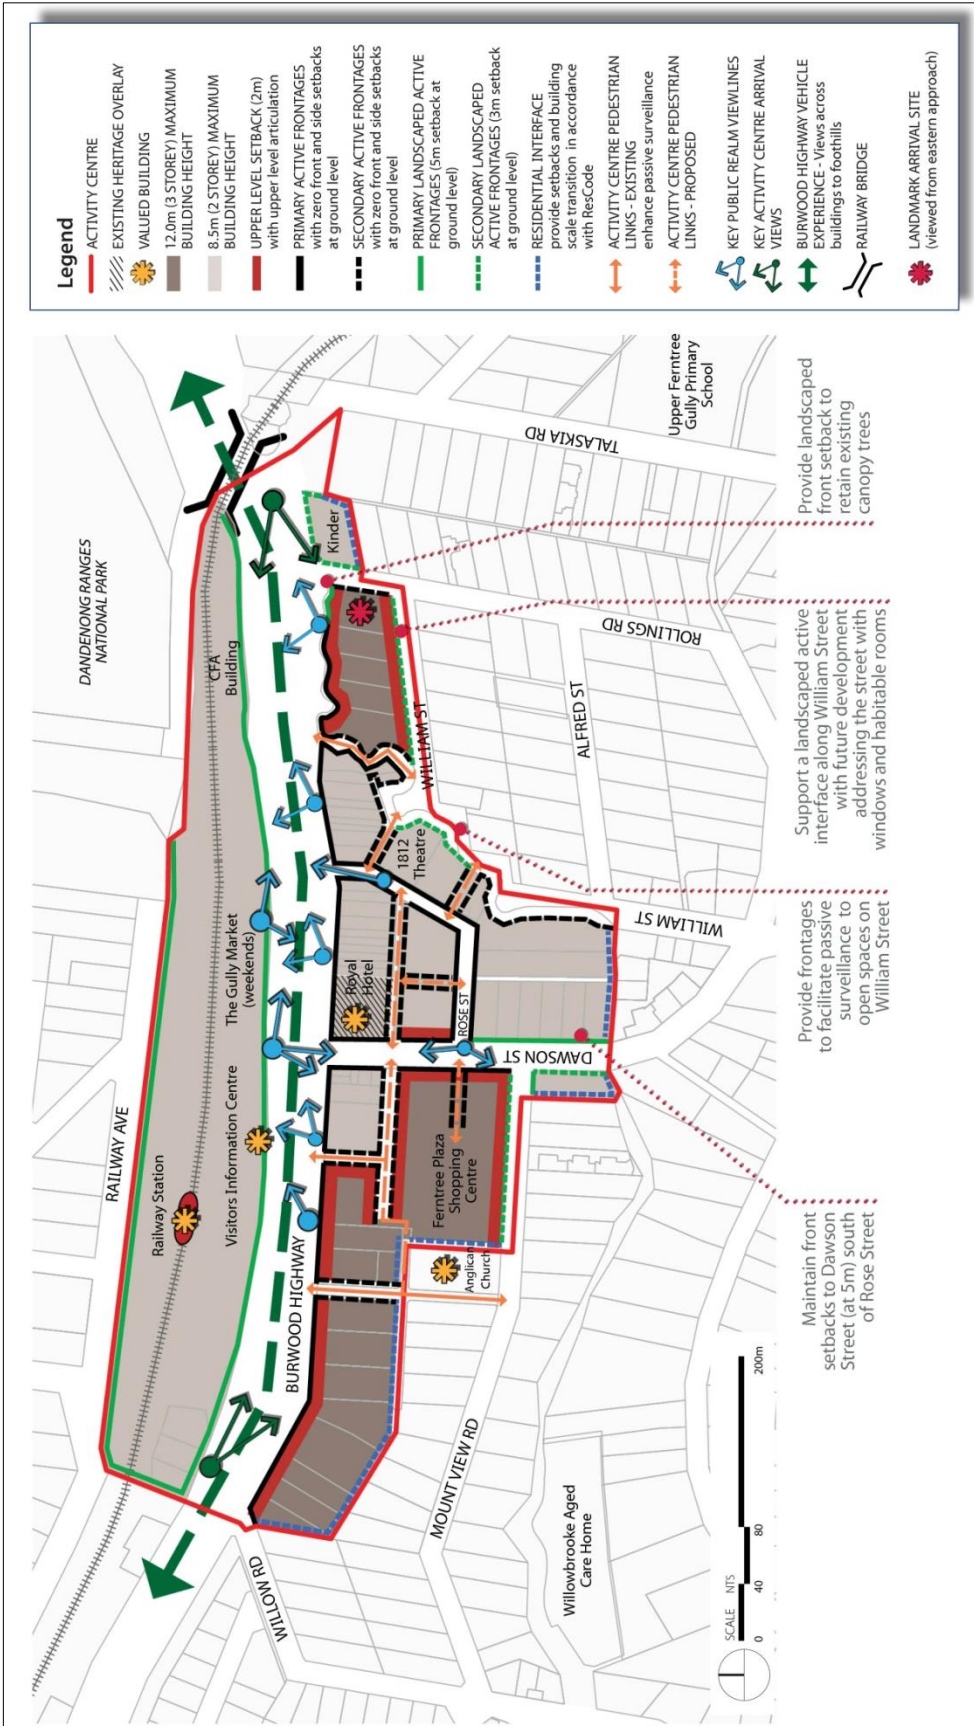 Legend
ACTIVITY CENTRE
EXISTING HERITAGE OVERLAY
VALUED BUILDING
12.0m (3 STOREY) MAXIMUM
BUILDING HEIGHT
8.5m (2 STOREY) MAXIMUM
BUILDING HEIGHT
UPPER LEVEL SETBACK (2m)
with upper level articulation
PRIMARY ACTIVE FRONTAGES
with zero front and side setbacks
at ground level
SECONDARY ACTIVE FRONTAGES
with zero front and side setbacks
at ground level
PRIMARY LANDSCAPED ACTIVE
FRONTAGES (5m setback at
ground level)
SECONDARY LANDSCAPED
ACTIVE FRONTAGES (3m setback
at ground level)
RESIDENTIAL INTERFACE
provide setbacks and building
scale transition in accordance
with ResCode
ACTIVITY CENTRE PEDESTRIAN
LINKS - EXISTING
enhance passive surveillance
ACTIVITY CENTRE PEDESTRIAN
LINKS - PROPOSED
KEY PUBLIC REALM VIEWLINES
KEY ACTIVITY CENTRE ARRIVAL
VIEWS
BURWOOD HIGHWAY VEHICLE
EXPERIENCE - Views across
buildings to foothills
RAILWAY BRIDGE
LANDMARK ARRIVAL SITE
(viewed from eastern approach)
DANDENONG RANGES
NATIONAL PARK
RAILWAY AVE
Railway Station
Visitors Information Centre
The Gully Market
(weekends)
CFA
Building
BURWOOD HIGHWAY
WILLOW RD
Kinder
Royal
Hotel
1812
Theatre
WILLIAM ST
ROSE ST
DAWSON ST
Ferntree Plaza
Shopping
Centre
Anglican
Church
MOUNT VIEW RD
Willowbrooke Aged
Care Home
WILLIAM ST
ALFRED ST
ROLLINGS RD
TALASKIA RD
Upper Ferntree
Gully Primary
School
SCALE NTS
0 40 80 200m
Maintain front
setbacks to Dawson
Street (at 5m) south
of Rose Street
Provide frontages
to facilitate passive
surveillance to
open spaces on
William Street
Support a landscaped active
interface along William Street
with future development
addressing the street with
windows and habitable rooms
Provide landscaped
front setback to
retain existing
canopy trees